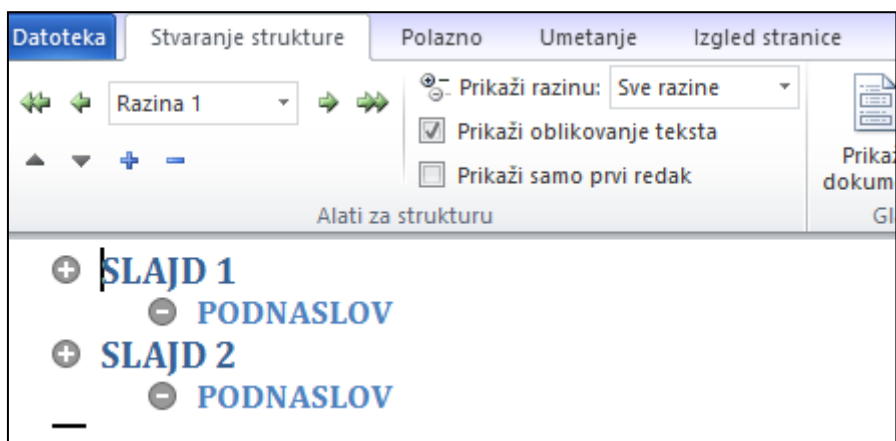 Datoteka Stvaranje strukture Polazno Umetanje Izgled stranice
Razina 1 Prikaži razinu: Sve razine
Prikaži oblikovanje teksta
Prikaži samo prvi redak
Alati za strukturu
SLAJD 1
PODNASLOV
SLAJD 2
PODNASLOV